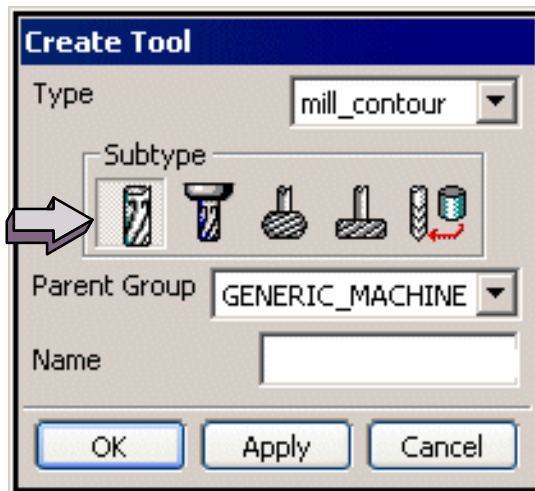 Create Tool
Type mill_contour
Subtype
Parent Group GENERIC_MACHINE
Name
OK Apply Cancel